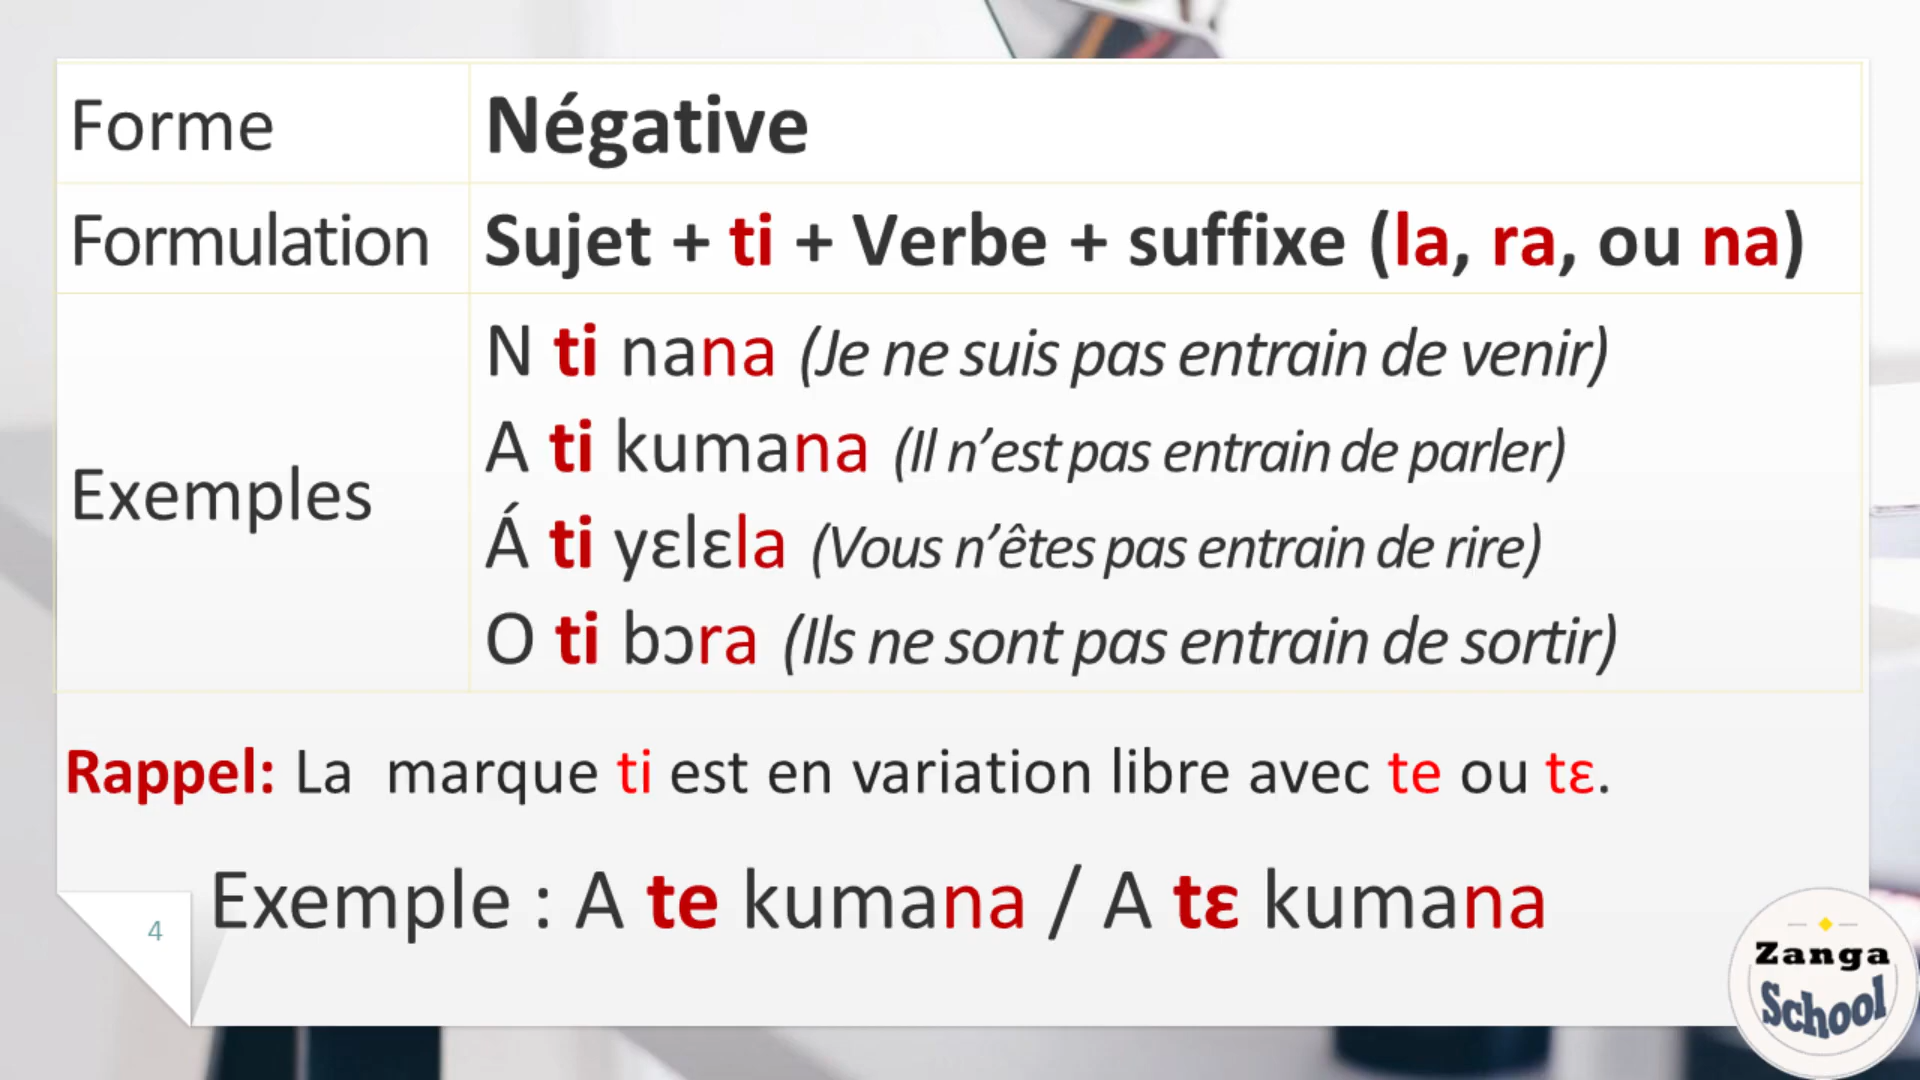 Forme Négative
Formulation Sujet + ti + Verbe + suffixe (la, ra, ou na)
Exemples
N ti nana (Je ne suis pas entrain de venir)
A ti kumana (Il n’est pas entrain de parler)
Á ti yɛlɛla (Vous n’êtes pas entrain de rire)
O ti bɔra (Ils ne sont pas entrain de sortir)
Rappel: La marque ti est en variation libre avec te ou tɛ.
Exemple : A te kumana / A tɛ kumana
4
Zanga
School